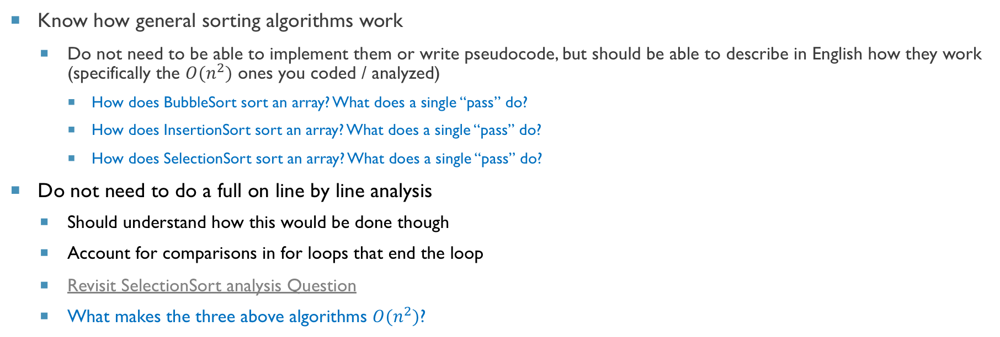 Know how general sorting algorithms work
Do not need to be able to implement them or write pseudocode, but should be able to describe in English how they work
(specifically the O(n²) ones you coded / analyzed)
How does BubbleSort sort an array? What does a single “pass” do?
How does InsertionSort sort an array? What does a single “pass” do?
How does SelectionSort sort an array? What does a single “pass” do?
Do not need to do a full on line by line analysis
Should understand how this would be done though
Account for comparisons in for loops that end the loop
Revisit SelectionSort analysis Question
What makes the three above algorithms O(n²)?